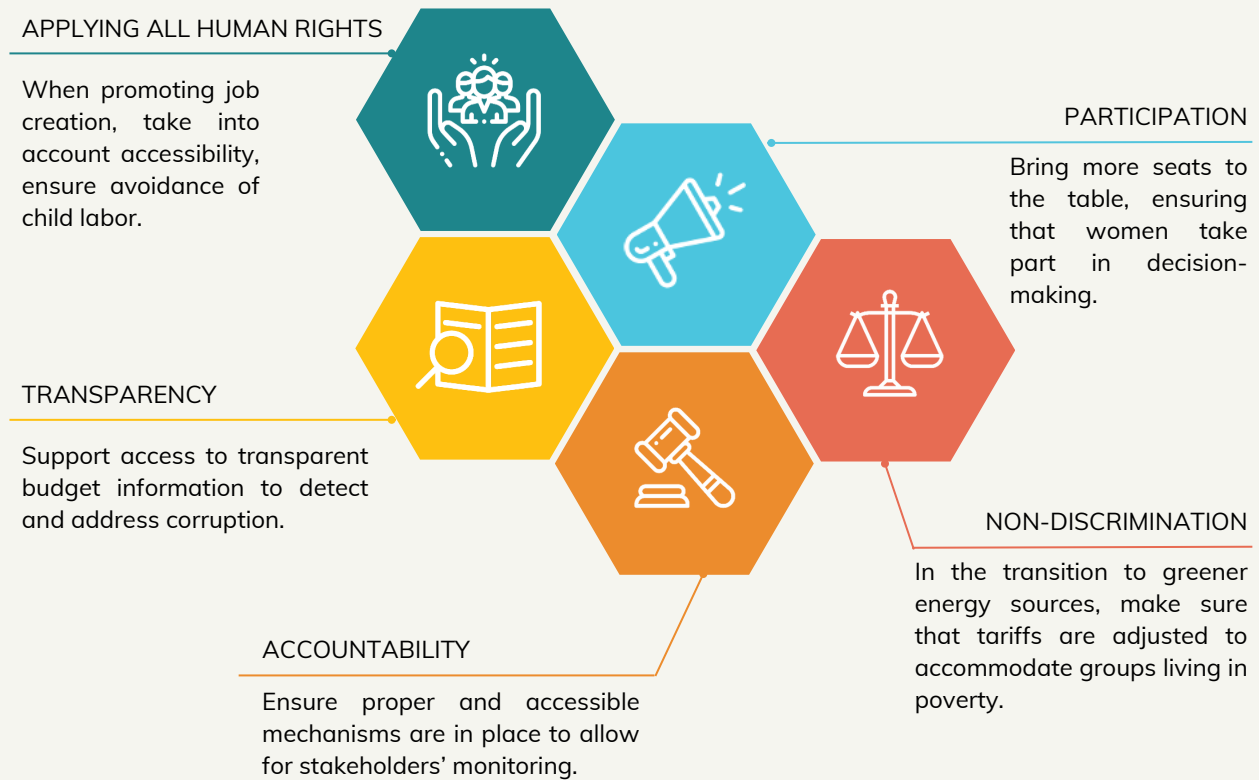 APPLYING ALL HUMAN RIGHTS
When promoting job
creation, take into
account accessibility,
ensure avoidance of
child labor.
PARTICIPATION
Bring more seats to
the table, ensuring
that women take
part in decision-
making.
TRANSPARENCY
Support access to transparent
budget information to detect
and address corruption.
NON-DISCRIMINATION
In the transition to greener
energy sources, make sure
that tariffs are adjusted to
accommodate groups living in
poverty.
ACCOUNTABILITY
Ensure proper and accessible
mechanisms are in place to allow
for stakeholders’ monitoring.